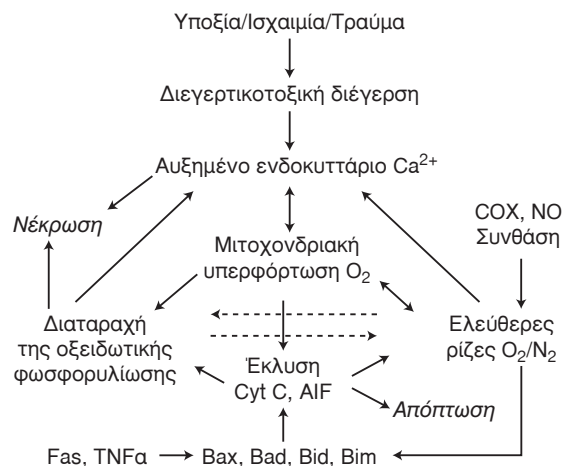 Υποξία/Ισχαιμία/Τραύμα
Διεγερτικοτοξική διέγερση
Αυξημένο ενδοκυττάριο Ca²⁺
Νέκρωση
COX, NO
Συνθάση
Μιτοχονδριακή
υπερφόρτωση O₂
Διαταραχή
της οξειδωτικής
φωσφορυλίωσης
Ελεύθερες
ρίζες O₂/N₂
Έκλυση
Cyt C, AIF
Απόπτωση
Fas, TNFα
Bax, Bad, Bid, Bim